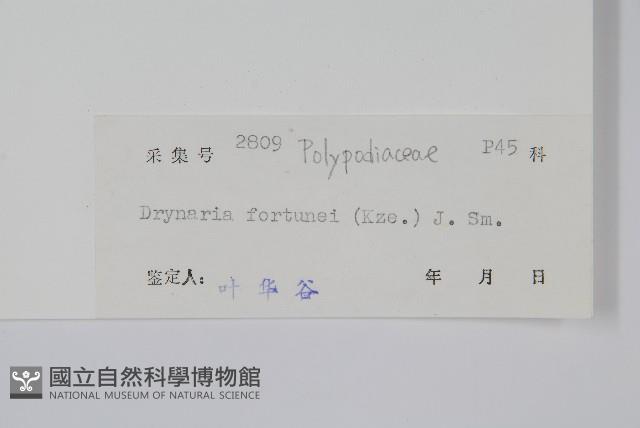 采集号 2809 Polypodiaceae P45 科
Drynaria fortunei (Kze.) J. Sm.
鉴定人： 叶华谷 年 月 日
國立自然科學博物館
NATIONAL MUSEUM OF NATURAL SCIENCE